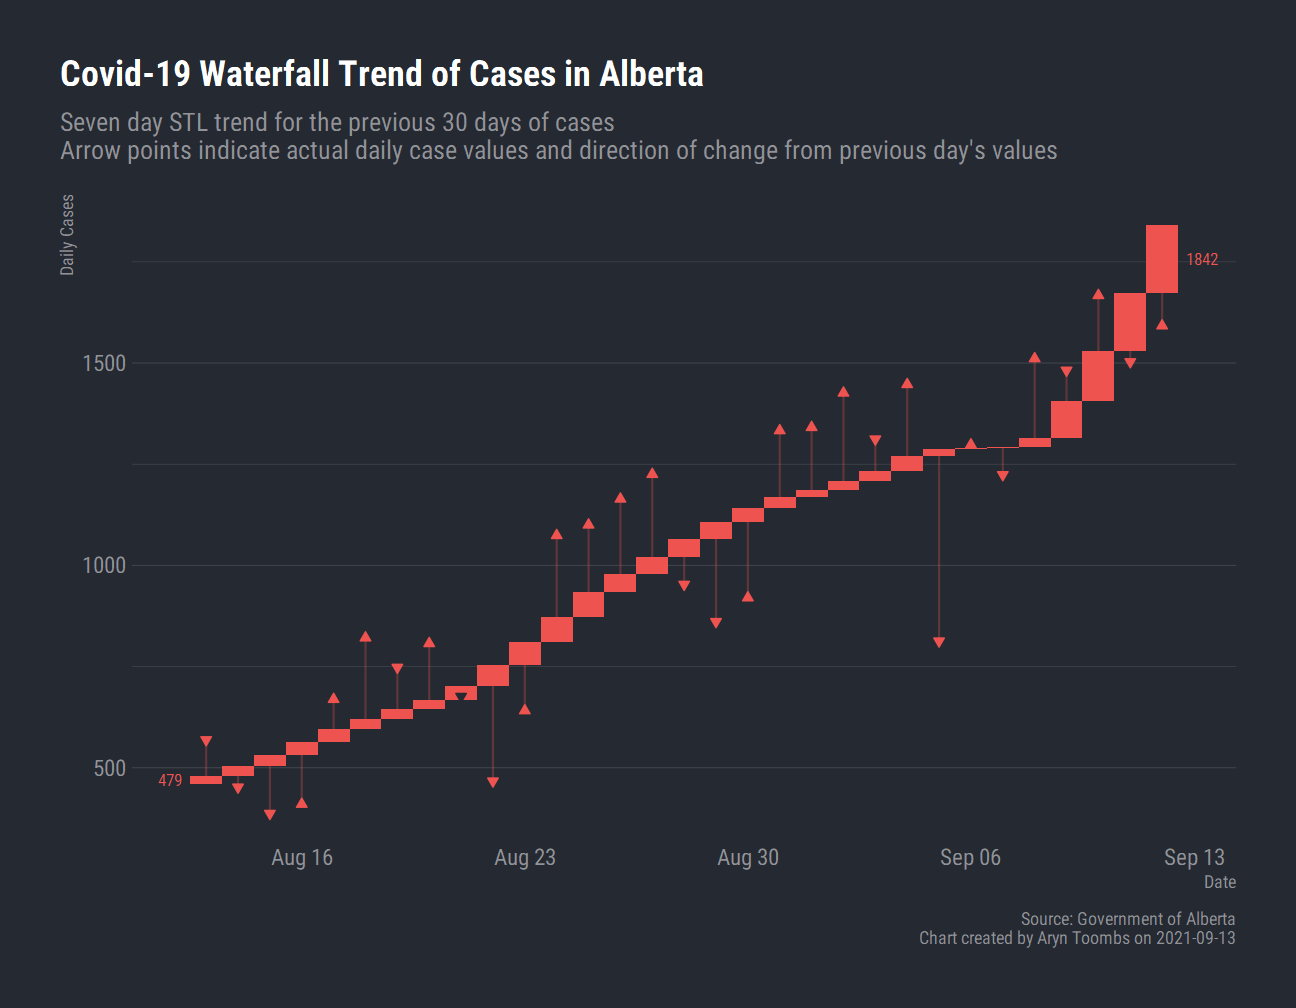 Covid-19 Waterfall Trend of Cases in Alberta
Seven day STL trend for the previous 30 days of cases
Arrow points indicate actual daily case values and direction of change from previous day's values
Daily Cases
1842
1500
1000
500
479
Aug 16
Aug 23
Aug 30
Sep 06
Sep 13
Date
Source: Government of Alberta
Chart created by Aryn Toombs on 2021-09-13